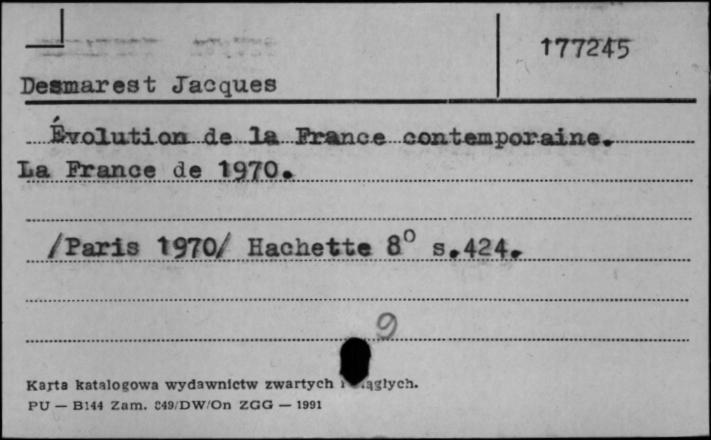 177245
Desmarest Jacques
Évolution de la France contemporaine.
La France de 1970.
/Paris 1970/ Hachette 8° s.424.
9
Karta katalogowa wydawnictw zwartych
PU — B144 Zam. 849/DW/On ZGG — 1991